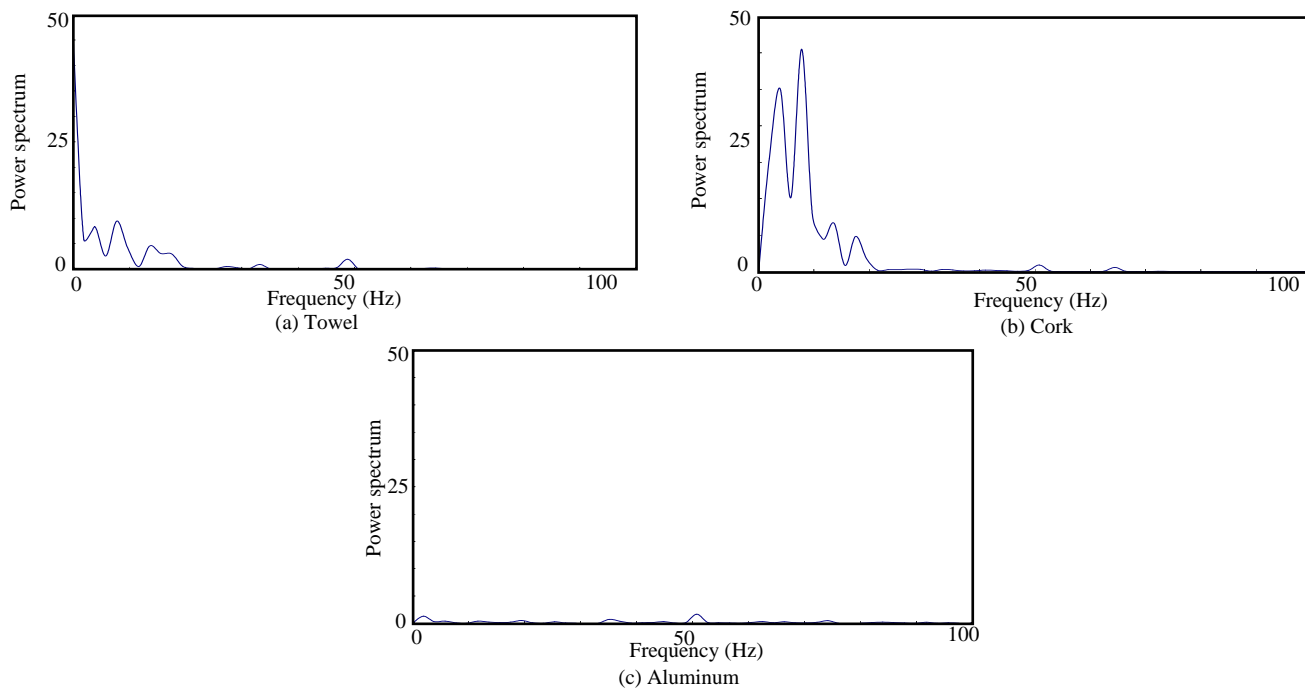 50
25
0
Power spectrum
0 50 100
Frequency (Hz)
(a) Towel
50
25
0
Power spectrum
0 50 100
Frequency (Hz)
(b) Cork
50
25
0
Power spectrum
0 50 100
Frequency (Hz)
(c) Aluminum